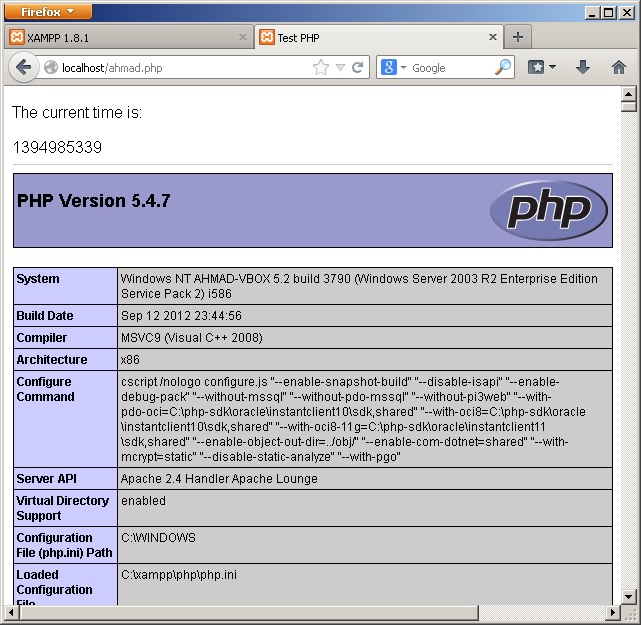 Firefox
XAMPP 1.8.1
Test PHP
localhost/ahmad.php
Google
The current time is:
1394985339
PHP Version 5.4.7
php
System
Windows NT AHMAD-VBOX 5.2 build 3790 (Windows Server 2003 R2 Enterprise Edition
Service Pack 2) i586
Build Date
Sep 12 2012 23:44:56
Compiler
MSVC9 (Visual C++ 2008)
Architecture
x86
Configure
Command
cscript /nologo configure.js "--enable-snapshot-build" "--disable-isapi" "--enable-
debug-pack" "--without-mssql" "--without-pdo-mssql" "--without-pi3web" "--with-
pdo-oci=C:\php-sdk\oracle\instantclient10\sdk,shared" "--with-oci8=C:\php-sdk\oracle
\instantclient10\sdk,shared" "--with-oci8-11g=C:\php-sdk\oracle\instantclient11
\sdk,shared" "--enable-object-out-dir=../obj/" "--enable-com-dotnet=shared" "--with-
mcrypt=static" "--disable-static-analyze" "--with-pgo"
Server API
Apache 2.4 Handler Apache Lounge
Virtual Directory
Support
enabled
Configuration
File (php.ini) Path
C:\WINDOWS
Loaded
Configuration
File
C:\xampp\php\php.ini